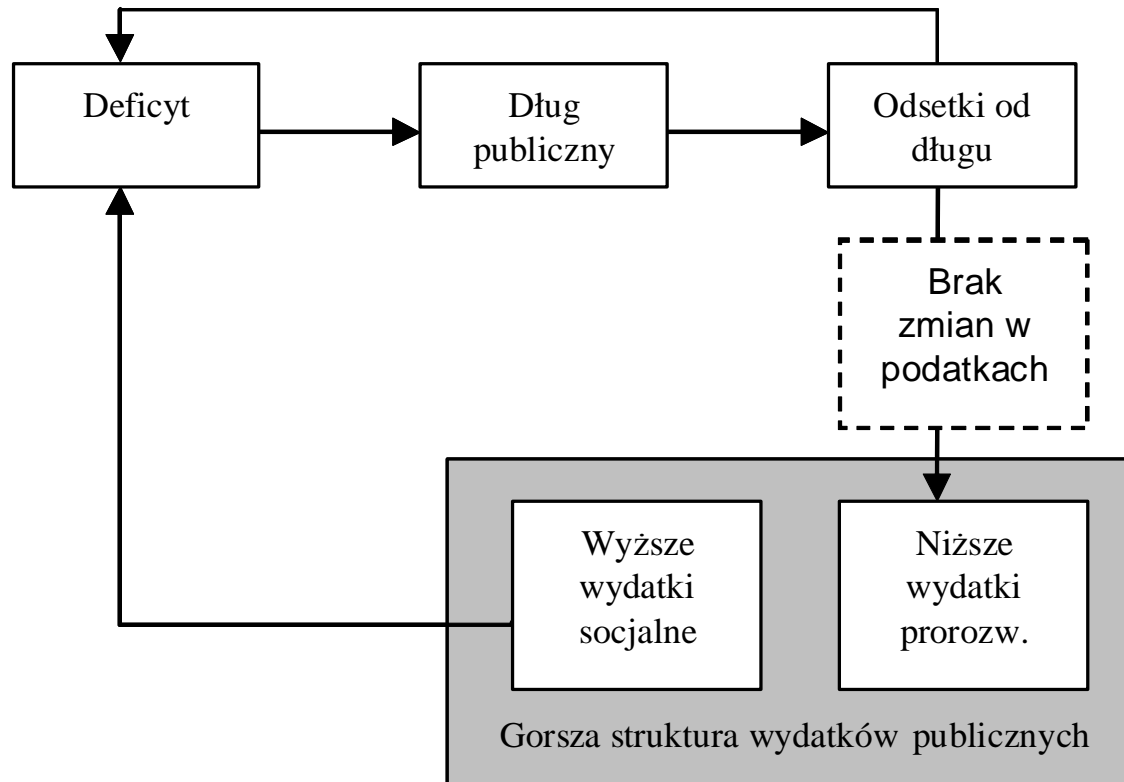 Deficyt
Dług
publiczny
Odsetki od
długu
Brak
zmian w
podatkach
Wyższe
wydatki
socjalne
Niższe
wydatki
prorozw.
Gorsza struktura wydatków publicznych